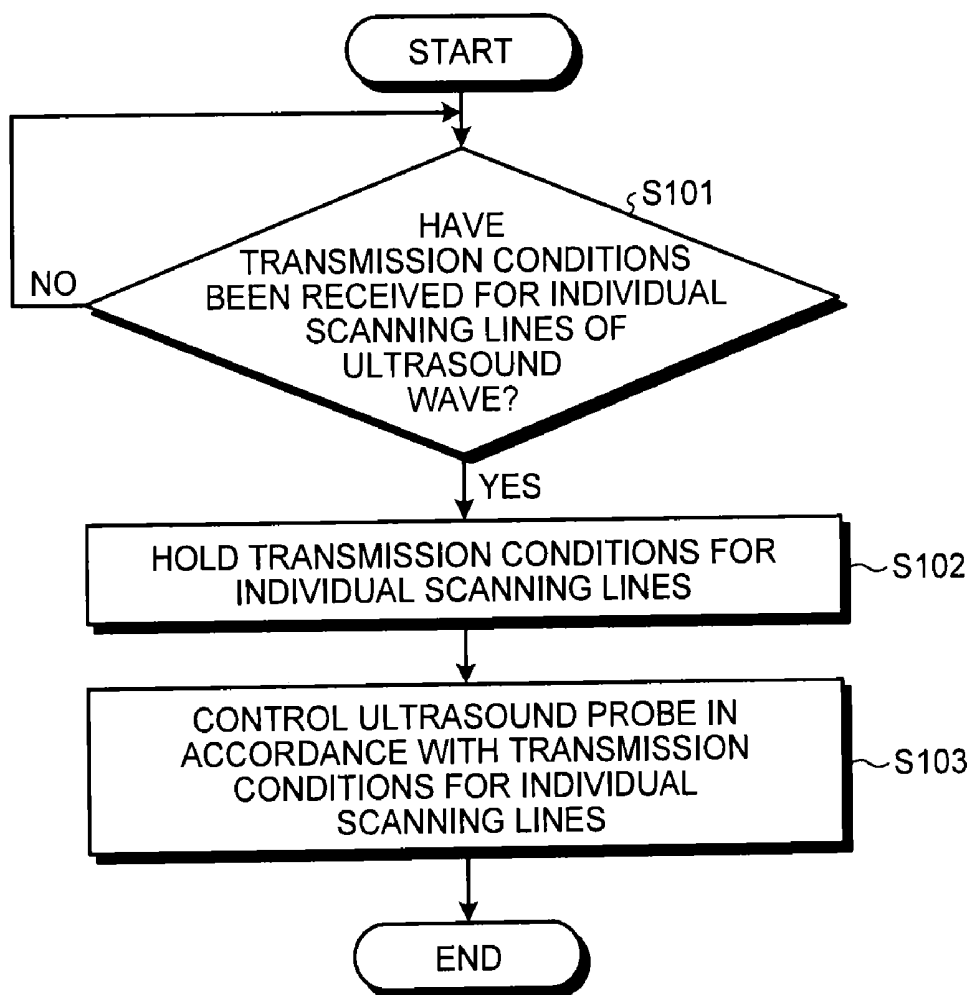 START
S101
HAVE
TRANSMISSION CONDITIONS
BEEN RECEIVED FOR INDIVIDUAL
SCANNING LINES OF
ULTRASOUND
WAVE?
NO
YES
HOLD TRANSMISSION CONDITIONS FOR
INDIVIDUAL SCANNING LINES
S102
CONTROL ULTRASOUND PROBE IN
ACCORDANCE WITH TRANSMISSION
CONDITIONS FOR INDIVIDUAL
SCANNING LINES
S103
END